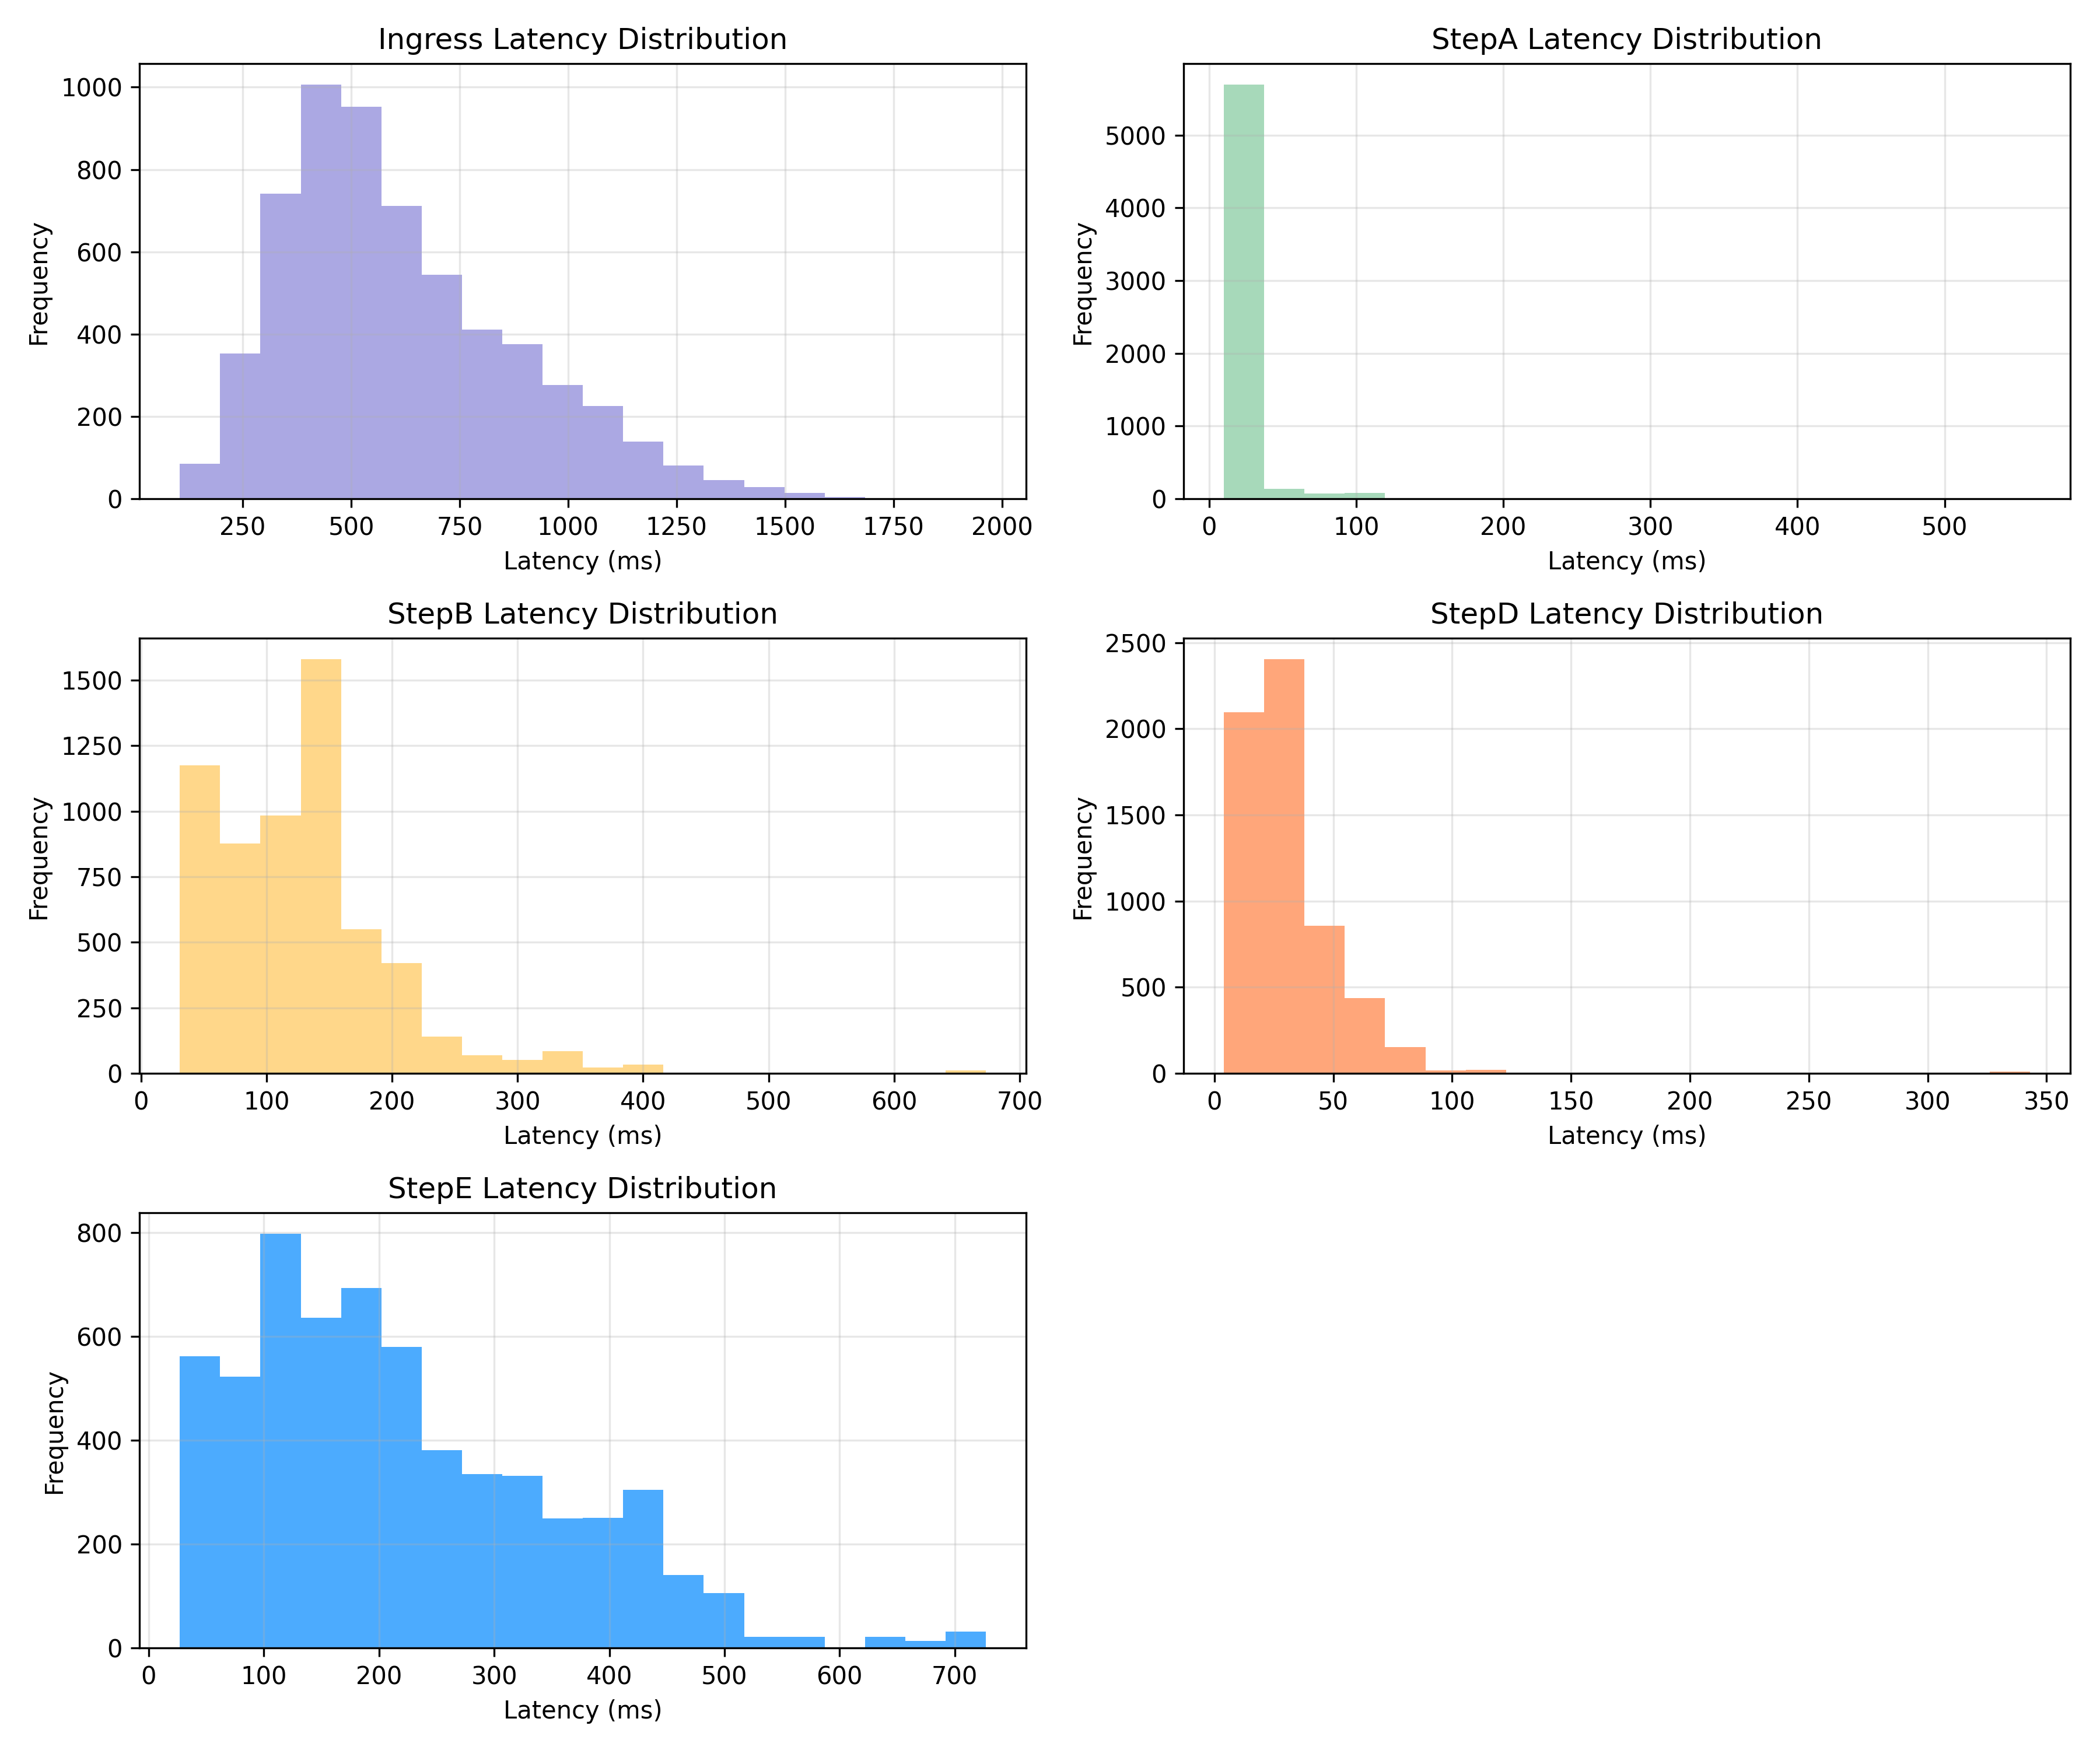 Ingress Latency Distribution
Frequency
1000
800
600
400
200
0
250 500 750 1000 1250 1500 1750 2000
Latency (ms)
StepA Latency Distribution
Frequency
5000
4000
3000
2000
1000
0
0 100 200 300 400 500
Latency (ms)
StepB Latency Distribution
Frequency
1500
1250
1000
750
500
250
0
0 100 200 300 400 500 600 700
Latency (ms)
StepD Latency Distribution
Frequency
2500
2000
1500
1000
500
0
0 50 100 150 200 250 300 350
Latency (ms)
StepE Latency Distribution
Frequency
800
600
400
200
0
0 100 200 300 400 500 600 700
Latency (ms)